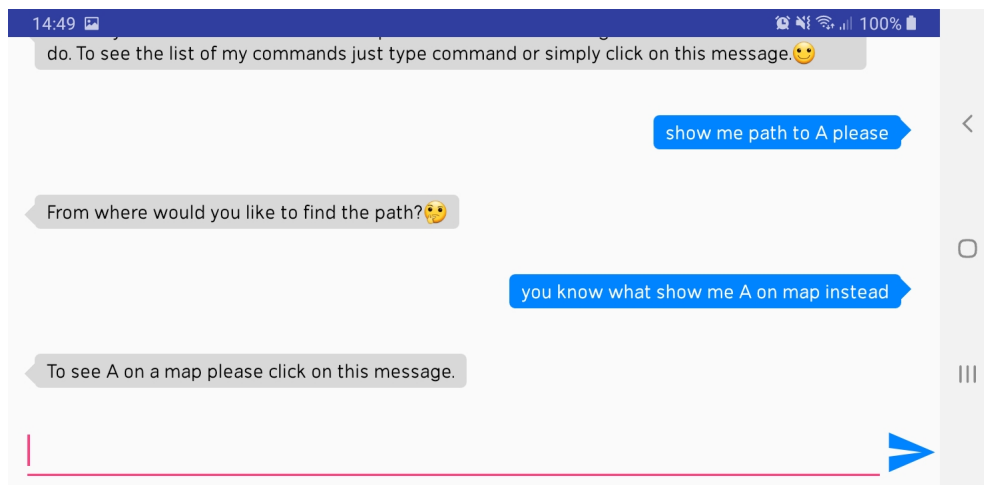 14:49 100%
do. To see the list of my commands just type command or simply click on this message.🙂
show me path to A please
From where would you like to find the path?🤔
you know what show me A on map instead
To see A on a map please click on this message.